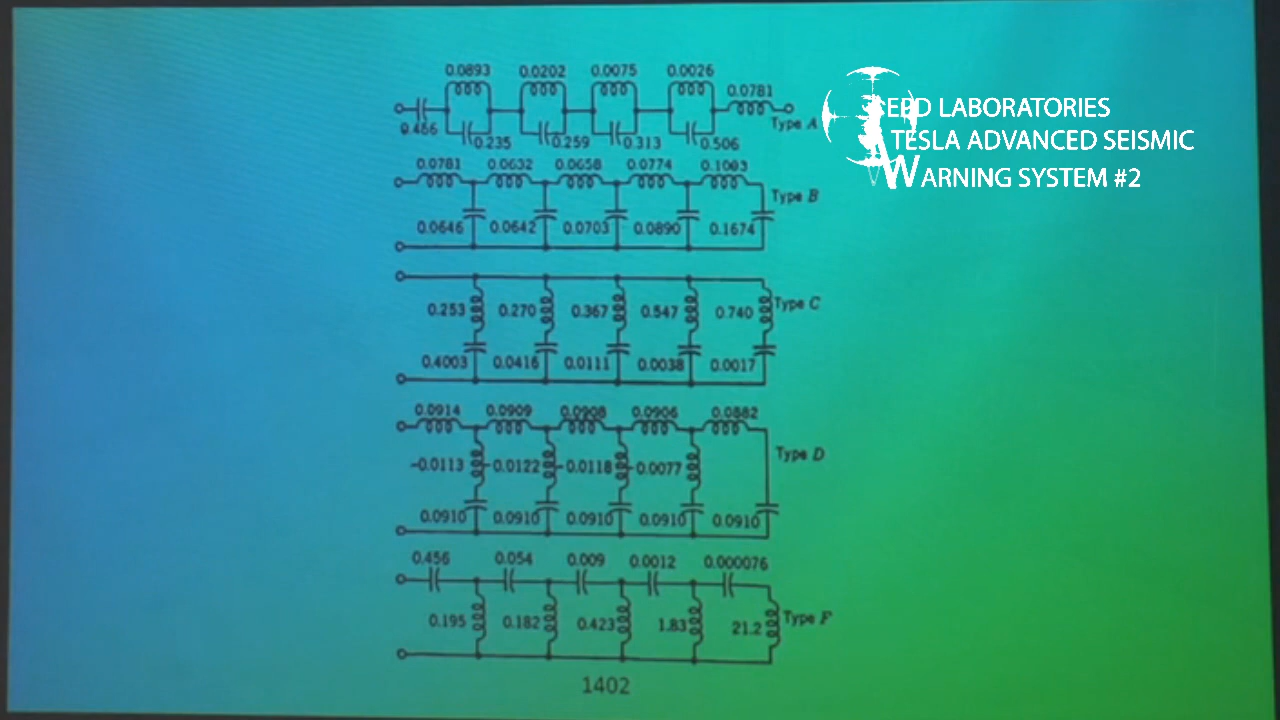 0.0893 0.0202 0.0075 0.0026 0.0781
Type A
0.466 0.235 0.259 0.313 0.506
0.0781 0.0632 0.0658 0.0774 0.1003
Type B
0.0646 0.0642 0.0703 0.0890 0.1674
0.253 0.270 0.367 0.547 0.740 Type C
0.4003 0.0416 0.0111 0.0038 0.0017
0.0914 0.0909 0.0908 0.0906 0.0882
-0.0113 -0.0122 -0.0118 -0.0077 Type D
0.0910 0.0910 0.0910 0.0910 0.0910
0.456 0.054 0.009 0.0012 0.000076
0.195 0.182 0.423 1.83 21.2 Type F
1402
LABORATORIES
TESLA ADVANCED SEISMIC
WARNING SYSTEM #2